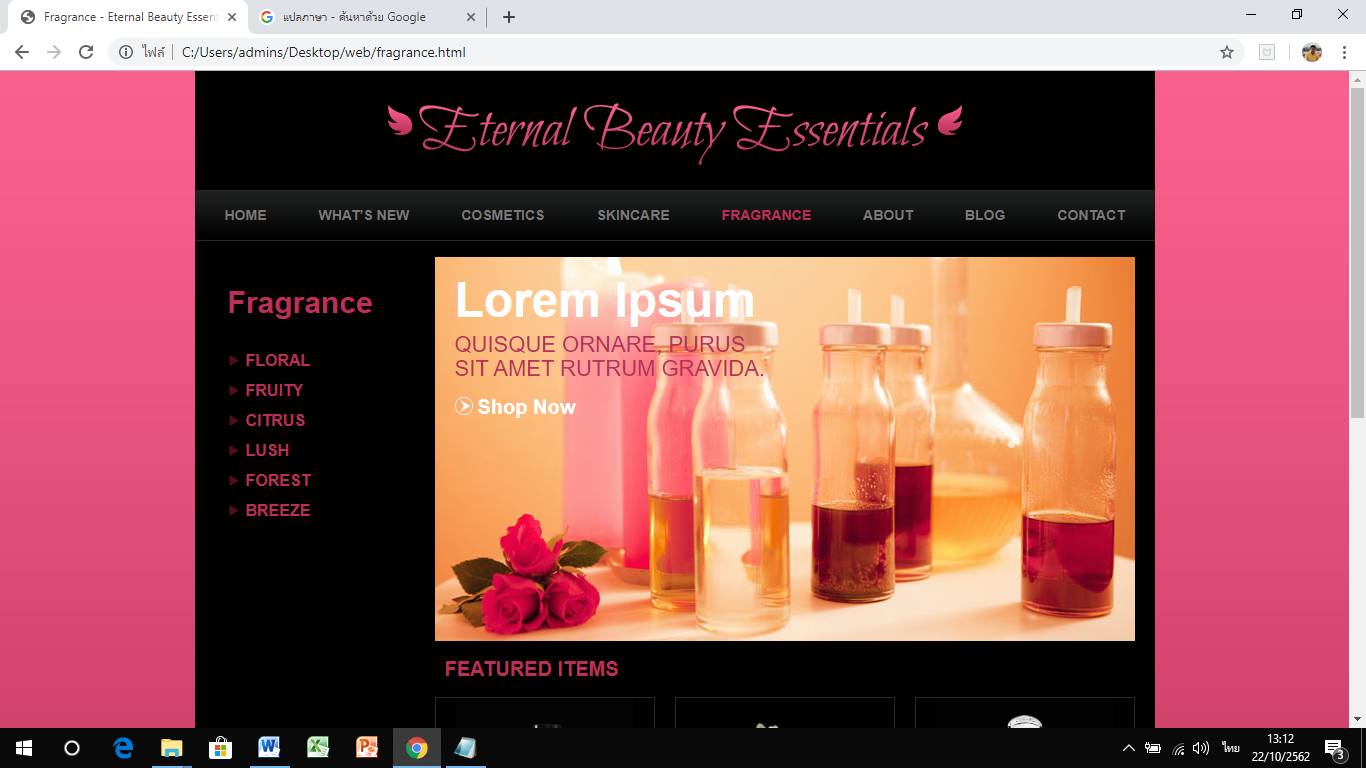 Fragrance - Eternal Beauty Essent
แปลภาษา - ค้นหาด้วย Google
ไฟล์
C:/Users/admins/Desktop/web/fragrance.html
Eternal Beauty Essentials
HOME WHAT'S NEW COSMETICS SKINCARE FRAGRANCE ABOUT BLOG CONTACT
Fragrance
FLORAL
FRUITY
CITRUS
LUSH
FOREST
BREEZE
Lorem Ipsum
QUISQUE ORNARE, PURUS
SIT AMET RUTRUM GRAVIDA.
Shop Now
FEATURED ITEMS
ไทย
13:12
22/10/2562
3